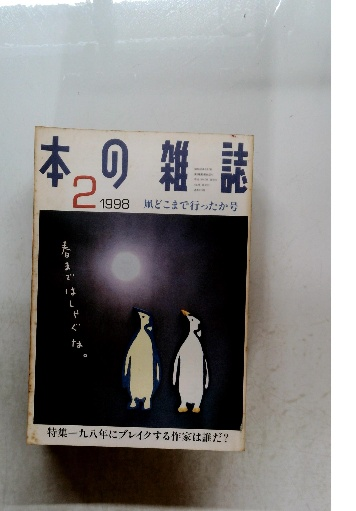 本の雑誌
2
1998
凧どこまで行ったか号
春まではしゃぐな。
特集—九八年にブレイクする作家は誰だ?